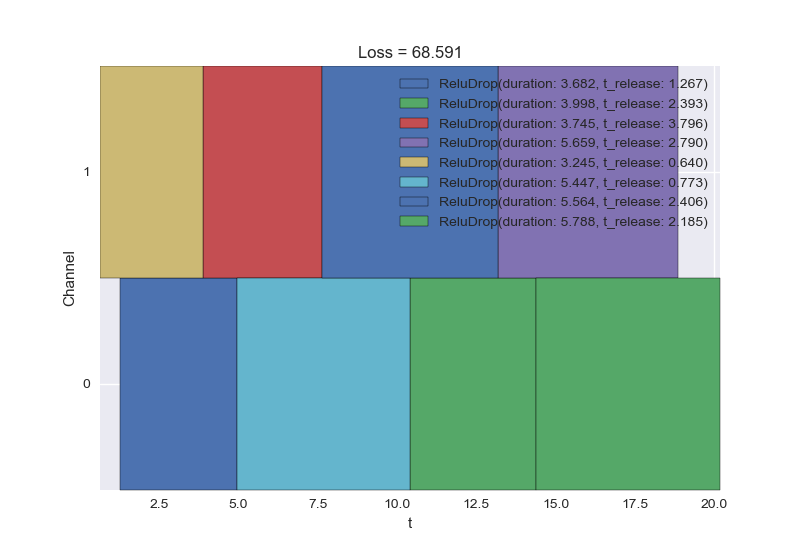 Loss = 68.591
ReluDrop(duration: 3.682, t_release: 1.267)
ReluDrop(duration: 3.998, t_release: 2.393)
ReluDrop(duration: 3.745, t_release: 3.796)
ReluDrop(duration: 5.659, t_release: 2.790)
ReluDrop(duration: 3.245, t_release: 0.640)
ReluDrop(duration: 5.447, t_release: 0.773)
ReluDrop(duration: 5.564, t_release: 2.406)
ReluDrop(duration: 5.788, t_release: 2.185)
1
Channel
0
2.5 5.0 7.5 10.0 12.5 15.0 17.5 20.0
t